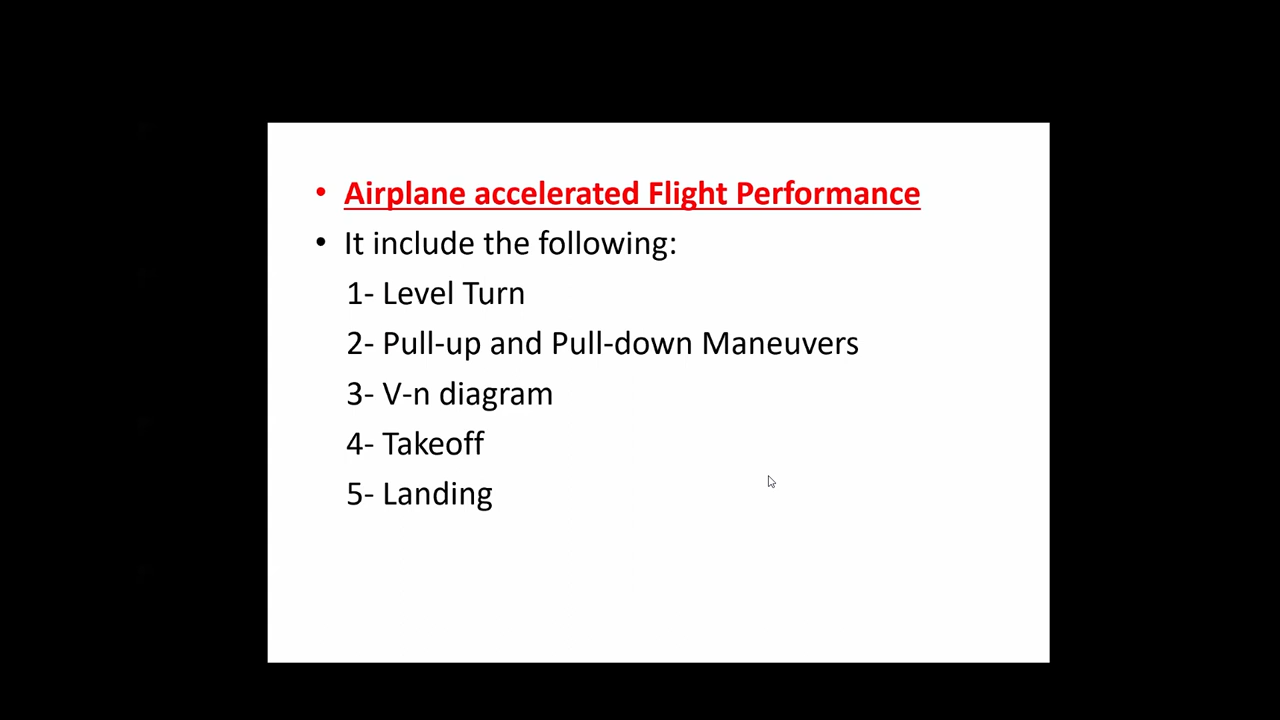 • Airplane accelerated Flight Performance
• It include the following:
1- Level Turn
2- Pull-up and Pull-down Maneuvers
3- V-n diagram
4- Takeoff
5- Landing